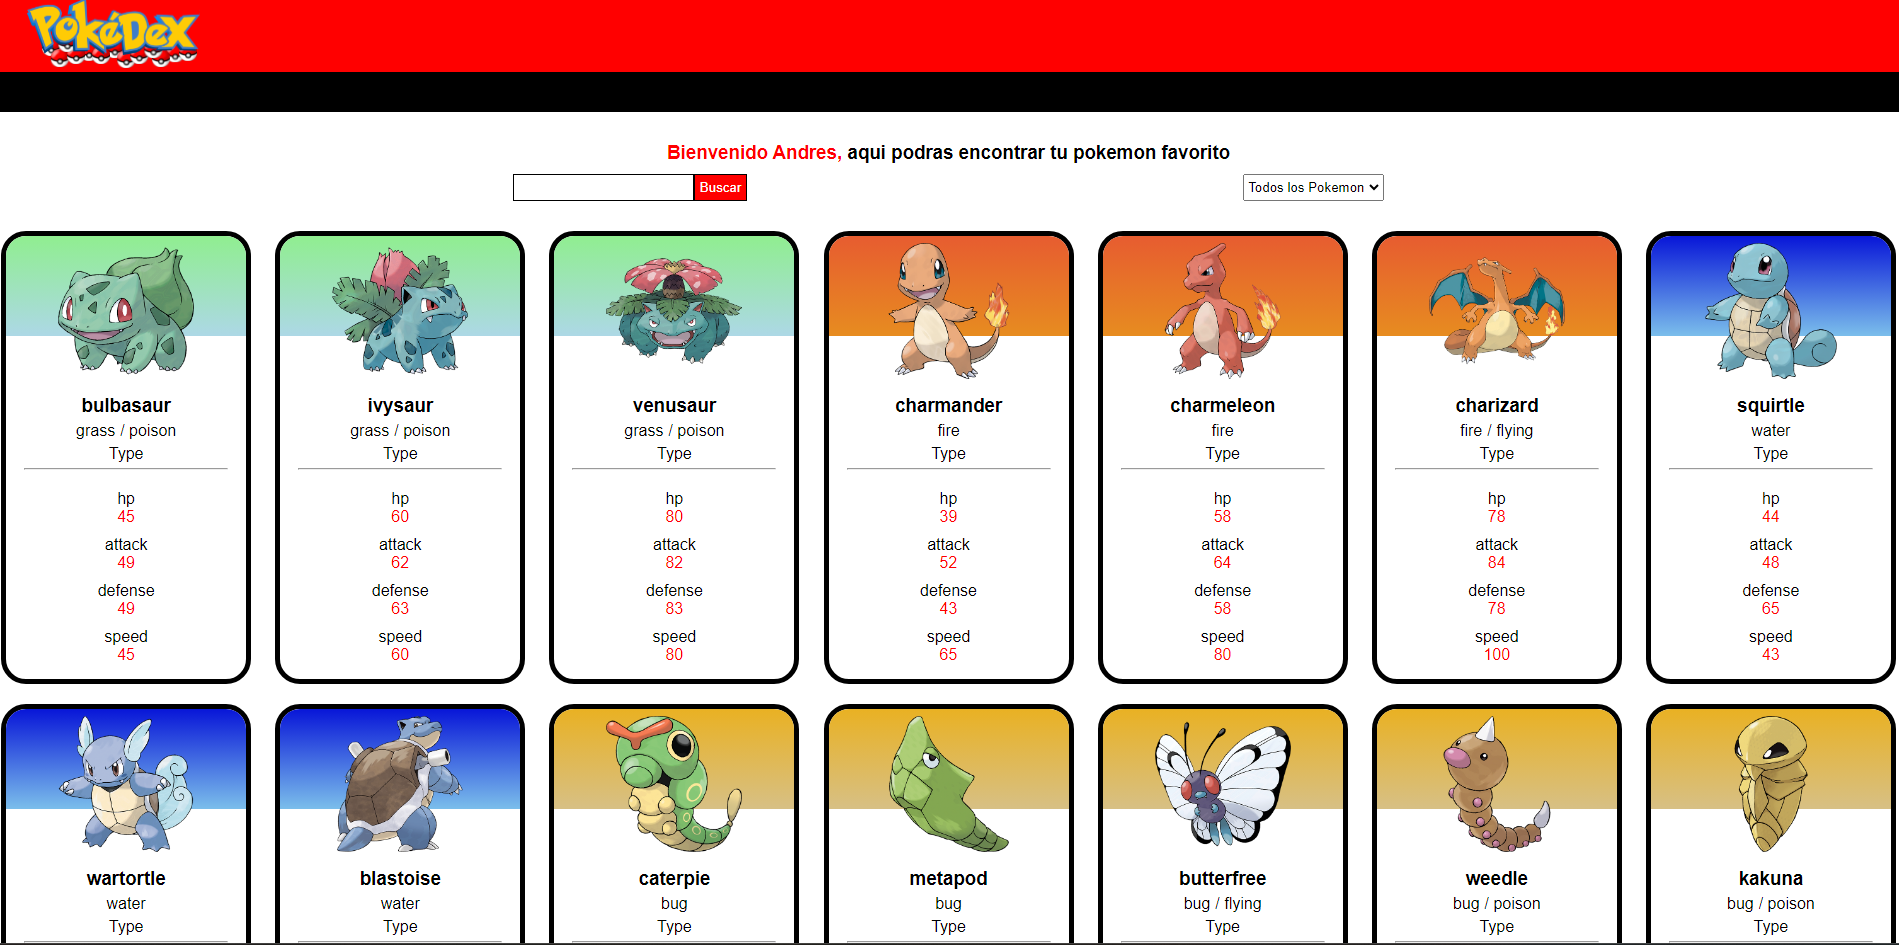 PokéDex
Bienvenido Andres, aqui podras encontrar tu pokemon favorito
Buscar
Todos los Pokemon
bulbasaur
grass / poison
Type
hp
45
attack
49
defense
49
speed
45
ivysaur
grass / poison
Type
hp
60
attack
62
defense
63
speed
60
venusaur
grass / poison
Type
hp
80
attack
82
defense
83
speed
80
charmander
fire
Type
hp
39
attack
52
defense
43
speed
65
charmeleon
fire
Type
hp
58
attack
64
defense
58
speed
80
charizard
fire / flying
Type
hp
78
attack
84
defense
78
speed
100
squirtle
water
Type
hp
44
attack
48
defense
65
speed
43
wartortle
water
Type
blastoise
water
Type
caterpie
bug
Type
metapod
bug
Type
butterfree
bug / flying
Type
weedle
bug / poison
Type
kakuna
bug / poison
Type